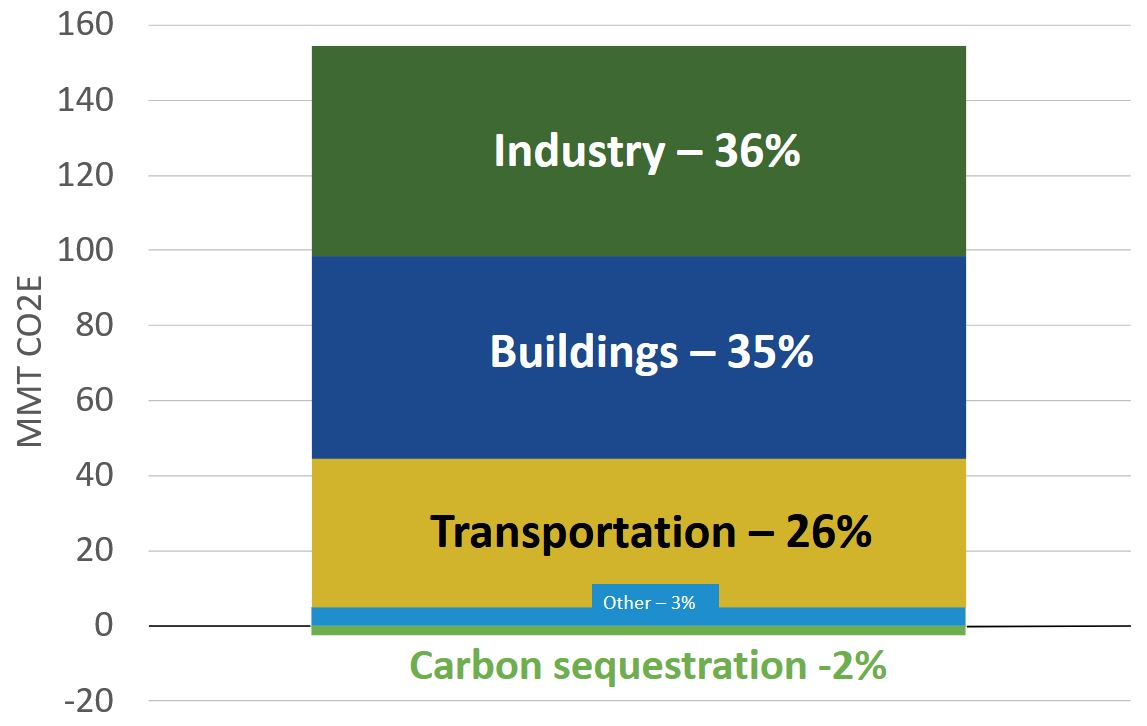 160
140
120
100
80
60
40
20
0
-20
MMT CO2E
Industry – 36%
Buildings – 35%
Transportation – 26%
Other – 3%
Carbon sequestration -2%